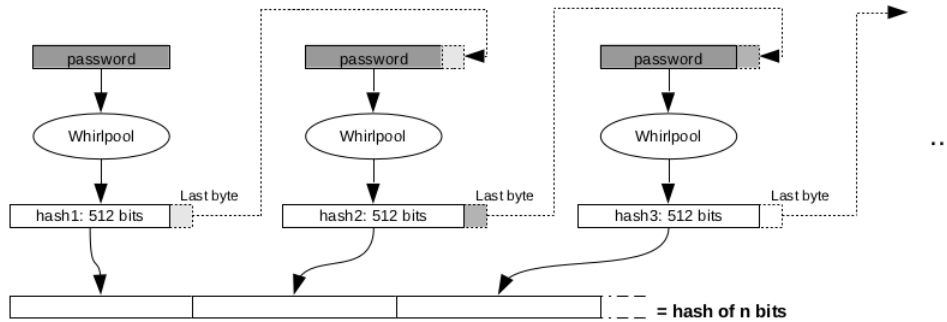 password
password
password
Whirlpool
Whirlpool
Whirlpool
..
Last byte
Last byte
Last byte
hash1: 512 bits
hash2: 512 bits
hash3: 512 bits
= hash of n bits